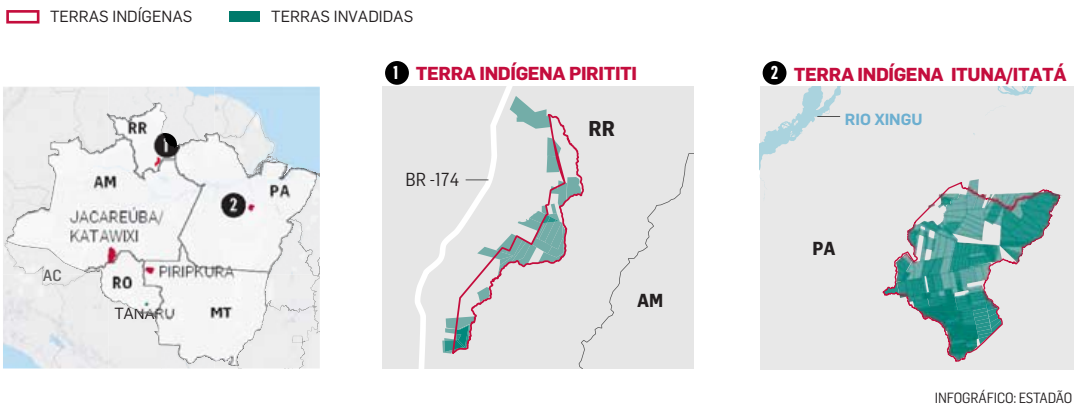 TERRAS INDÍGENAS
TERRAS INVADIDAS
1
RR
AM
PA
2
JACAREÚBA/
KATAWIXI
AC
PIRIPKURA
RO
TANARU
MT
1 TERRA INDÍGENA PIRITITI
RR
BR -174
AM
2 TERRA INDÍGENA ITUNA/ITATÁ
RIO XINGU
PA
INFOGRÁFICO: ESTADÃO